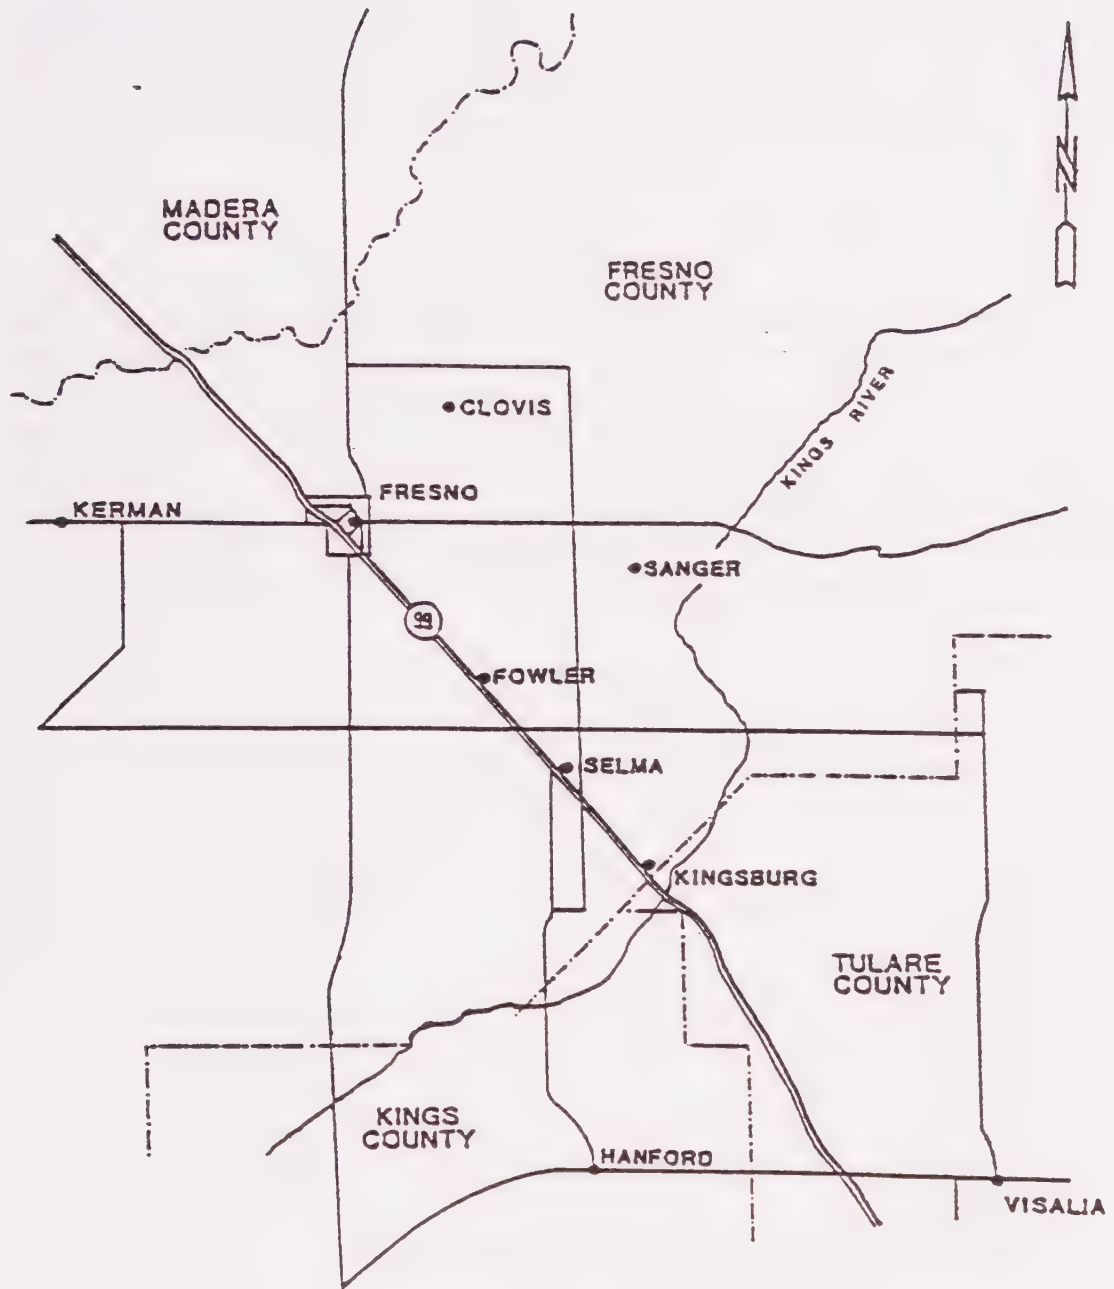 N
MADERA
COUNTY
FRESNO
COUNTY
KINGS RIVER
CLOVIS
FRESNO
KERMAN
SANGER
99
FOWLER
SELMA
KINGSBURG
TULARE
COUNTY
KINGS
COUNTY
HANFORD
VISALIA